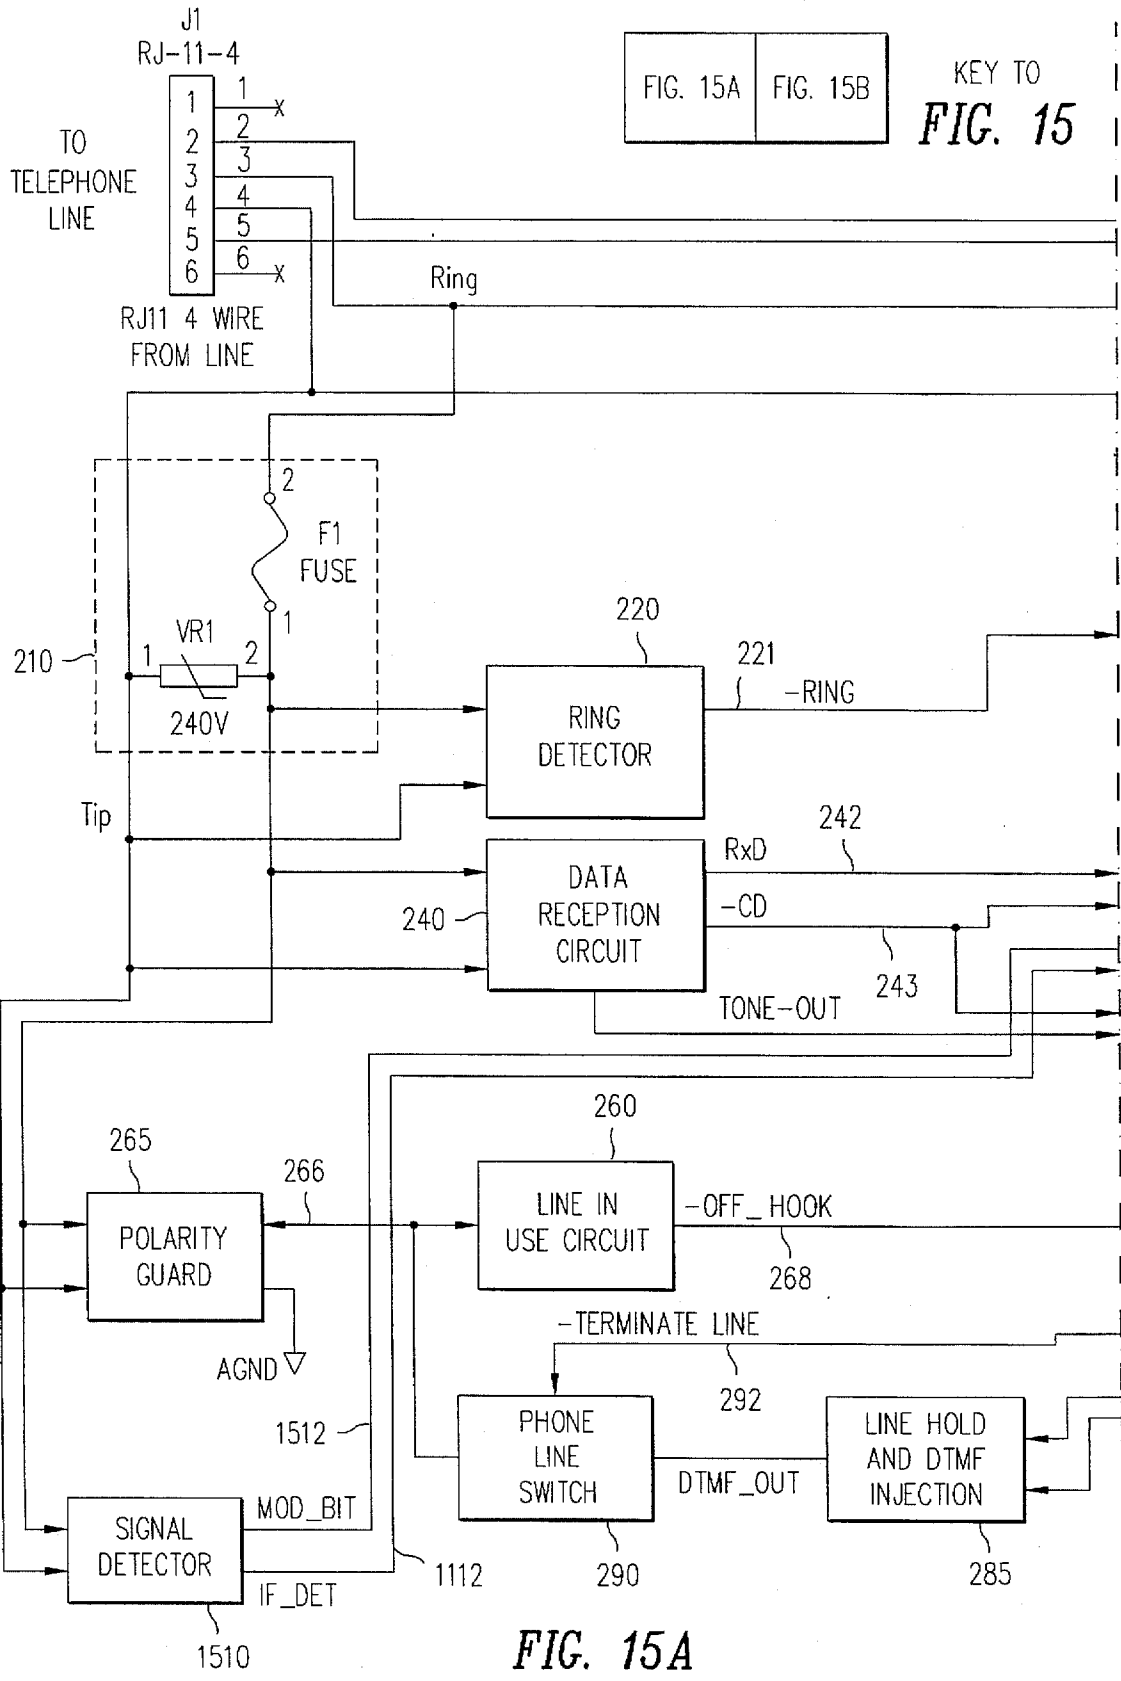 J1
RJ-11-4
1 1 X
2 2
3 3
4 4
5 5
6 6 X
TO
TELEPHONE
LINE
RJ11 4 WIRE
FROM LINE
FIG. 15A FIG. 15B
KEY TO
FIG. 15
Ring
2
F1
FUSE
1
VR1
1 2
240V
210
Tip
220
RING
DETECTOR
221
-RING
240
DATA
RECEPTION
CIRCUIT
RxD
242
-CD
243
TONE-OUT
265
POLARITY
GUARD
266
AGND
260
LINE IN
USE CIRCUIT
-OFF_HOOK
268
-TERMINATE LINE
292
PHONE
LINE
SWITCH
290
DTMF_OUT
LINE HOLD
AND DTMF
INJECTION
285
1512
MOD_BIT
SIGNAL
DETECTOR
IF_DET
1112
1510
FIG. 15A